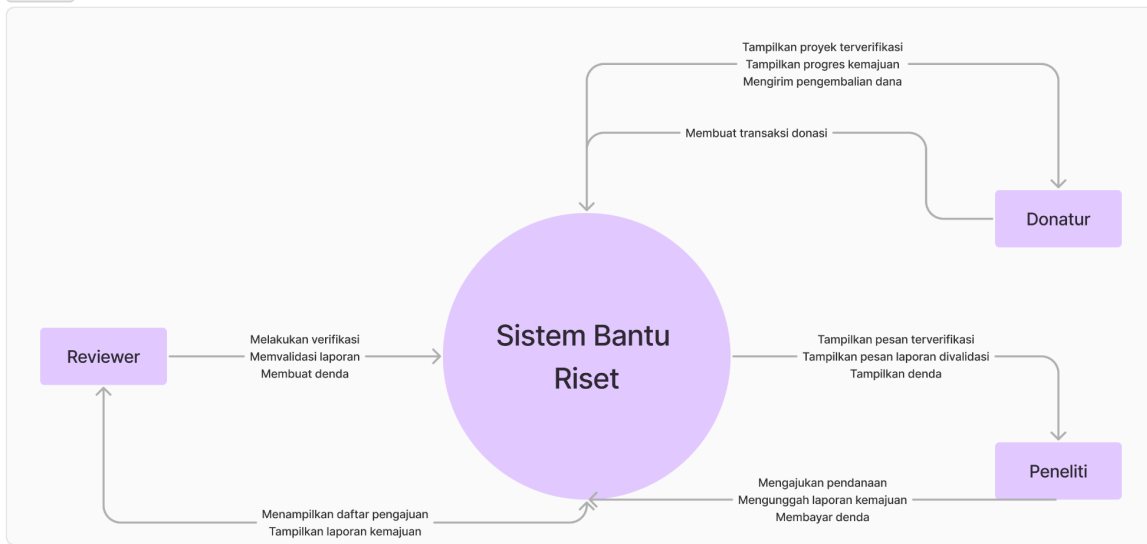 Tampilkan proyek terverifikasi
Tampilkan progres kemajuan
Mengirim pengembalian dana
Membuat transaksi donasi
Donatur
Sistem Bantu
Riset
Reviewer
Melakukan verifikasi
Memvalidasi laporan
Membuat denda
Tampilkan pesan terverifikasi
Tampilkan pesan laporan divalidasi
Tampilkan denda
Peneliti
Mengajukan pendanaan
Mengunggah laporan kemajuan
Membayar denda
Menampilkan daftar pengajuan
Tampilkan laporan kemajuan